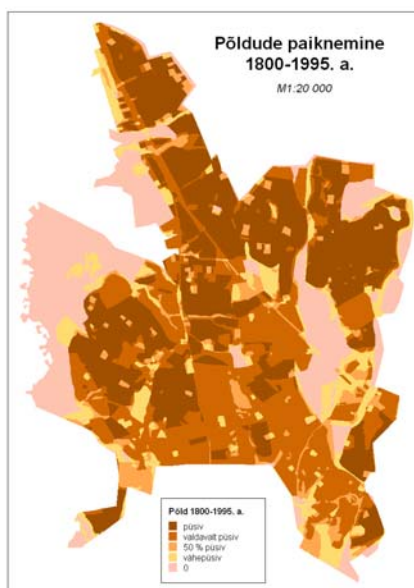 Põldude paiknemine
1800-1995. a.
M1:20 000
Põld 1800-1995. a.
püsiv
valdavalt püsiv
50 % püsiv
vähepüsiv
0